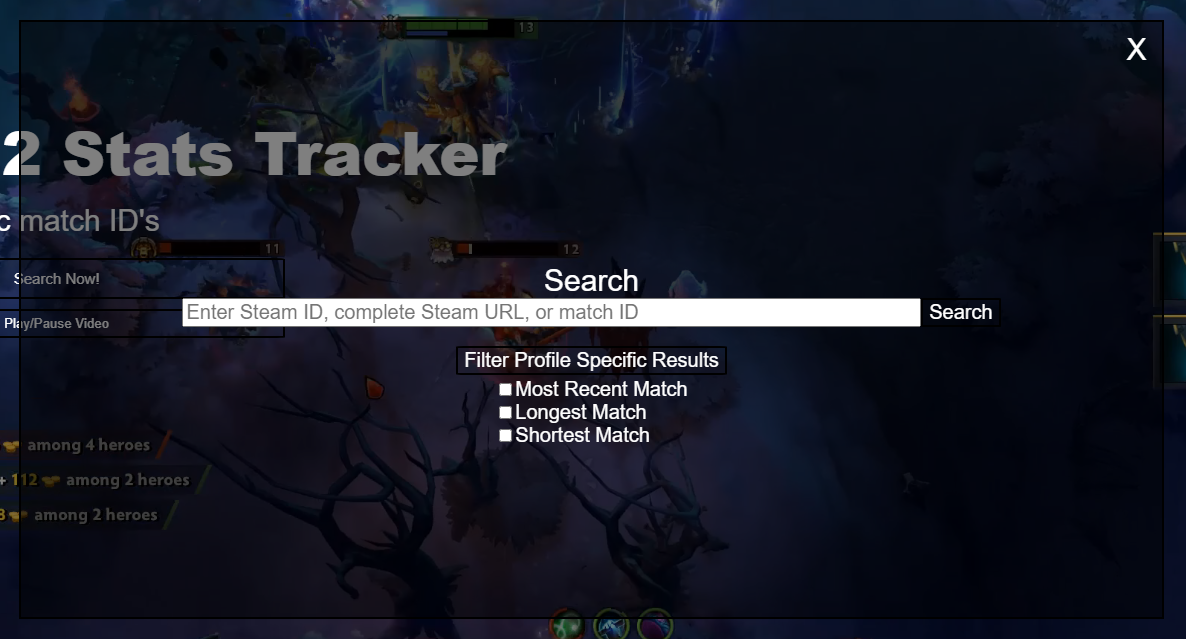 13
X
2 Stats Tracker
c match ID's
11
12
Search Now!
Search
Enter Steam ID, complete Steam URL, or match ID
Search
Play/Pause Video
Filter Profile Specific Results
Most Recent Match
Longest Match
Shortest Match
among 4 heroes
+ 112 among 2 heroes
8 among 2 heroes